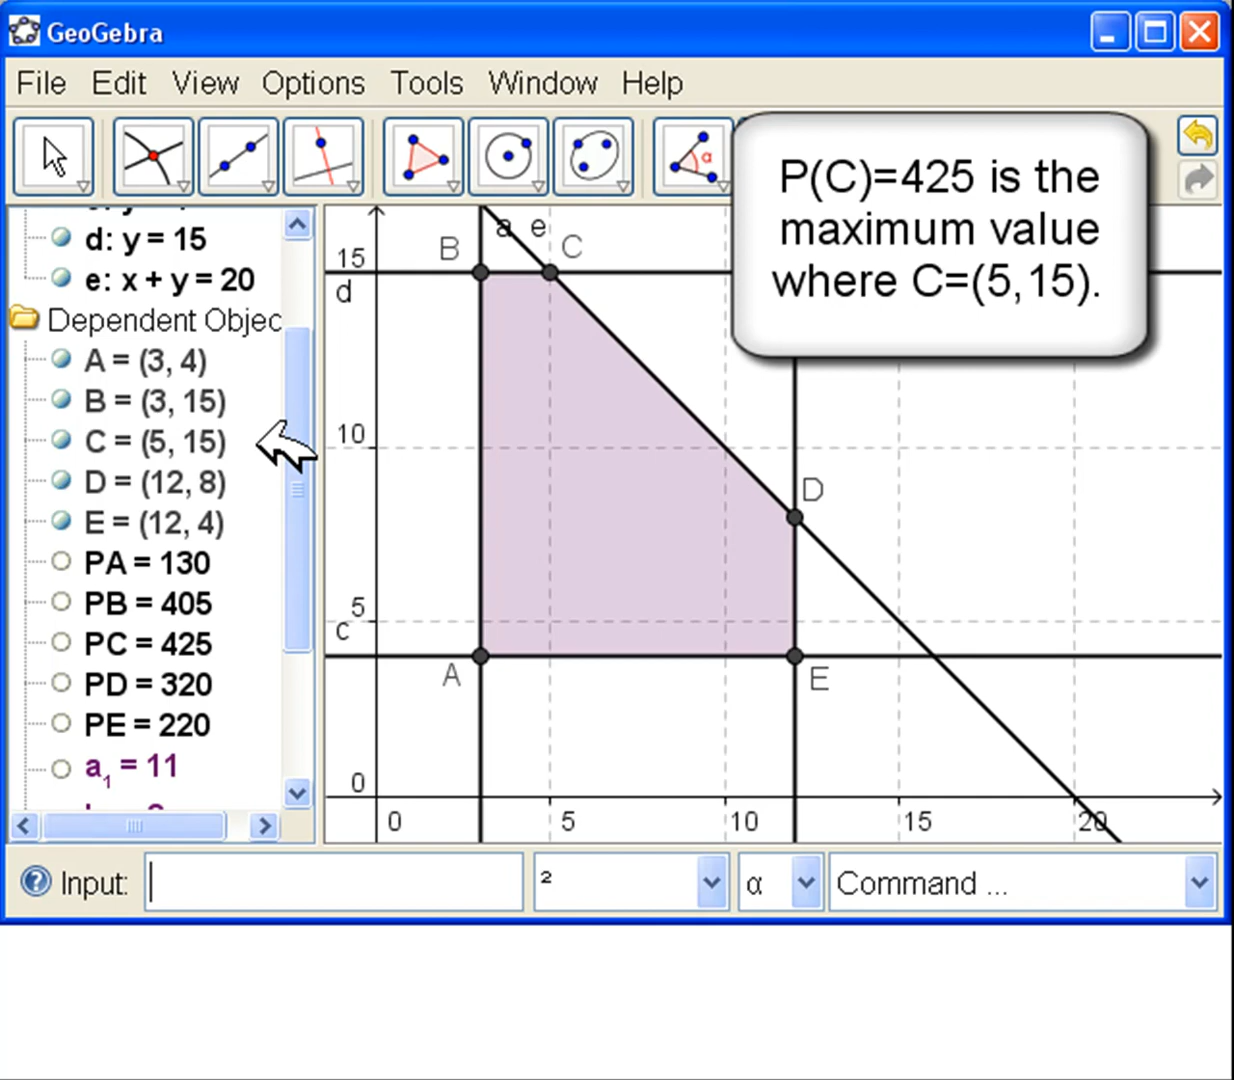 GeoGebra
File Edit View Options Tools Window Help
α
P(C)=425 is the
maximum value
where C=(5,15).
d: y = 15
e: x + y = 20
Dependent Objec
A = (3, 4)
B = (3, 15)
C = (5, 15)
D = (12, 8)
E = (12, 4)
PA = 130
PB = 405
PC = 425
PD = 320
PE = 220
a₁ = 11
a e
B C
15
d
10
D
5
c
A E
0
0 5 10 15 20
Input: ² α Command ...